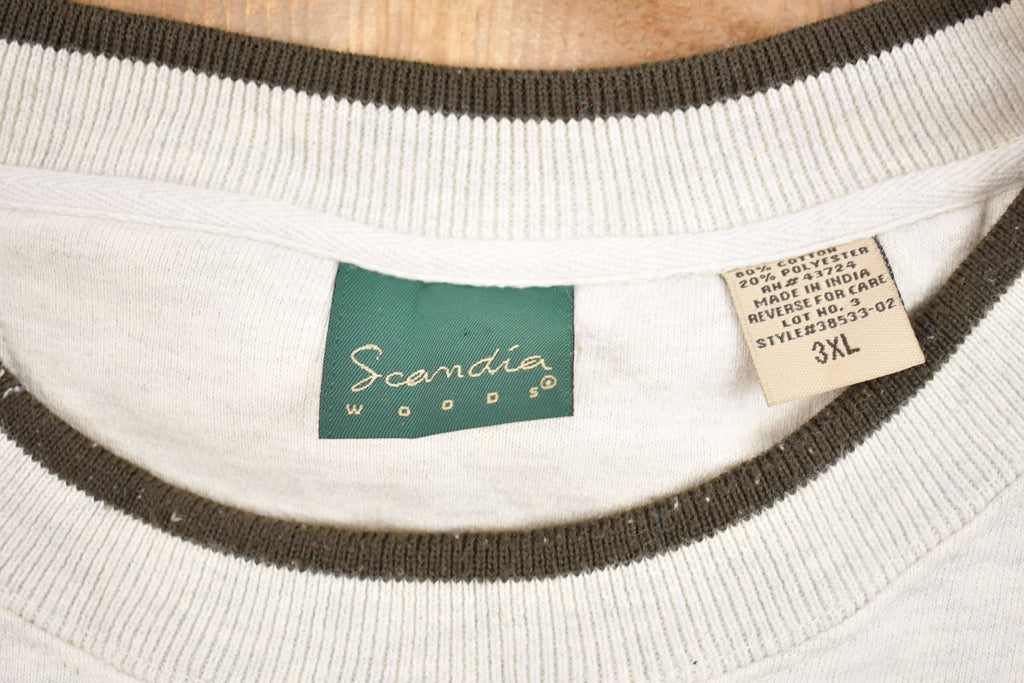 Scandia
WOODS®
80% COTTON
20% POLYESTER
RN# 43724
MADE IN INDIA
REVERSE FOR CARE
LOT NO. 3
STYLE#38533-02
3XL